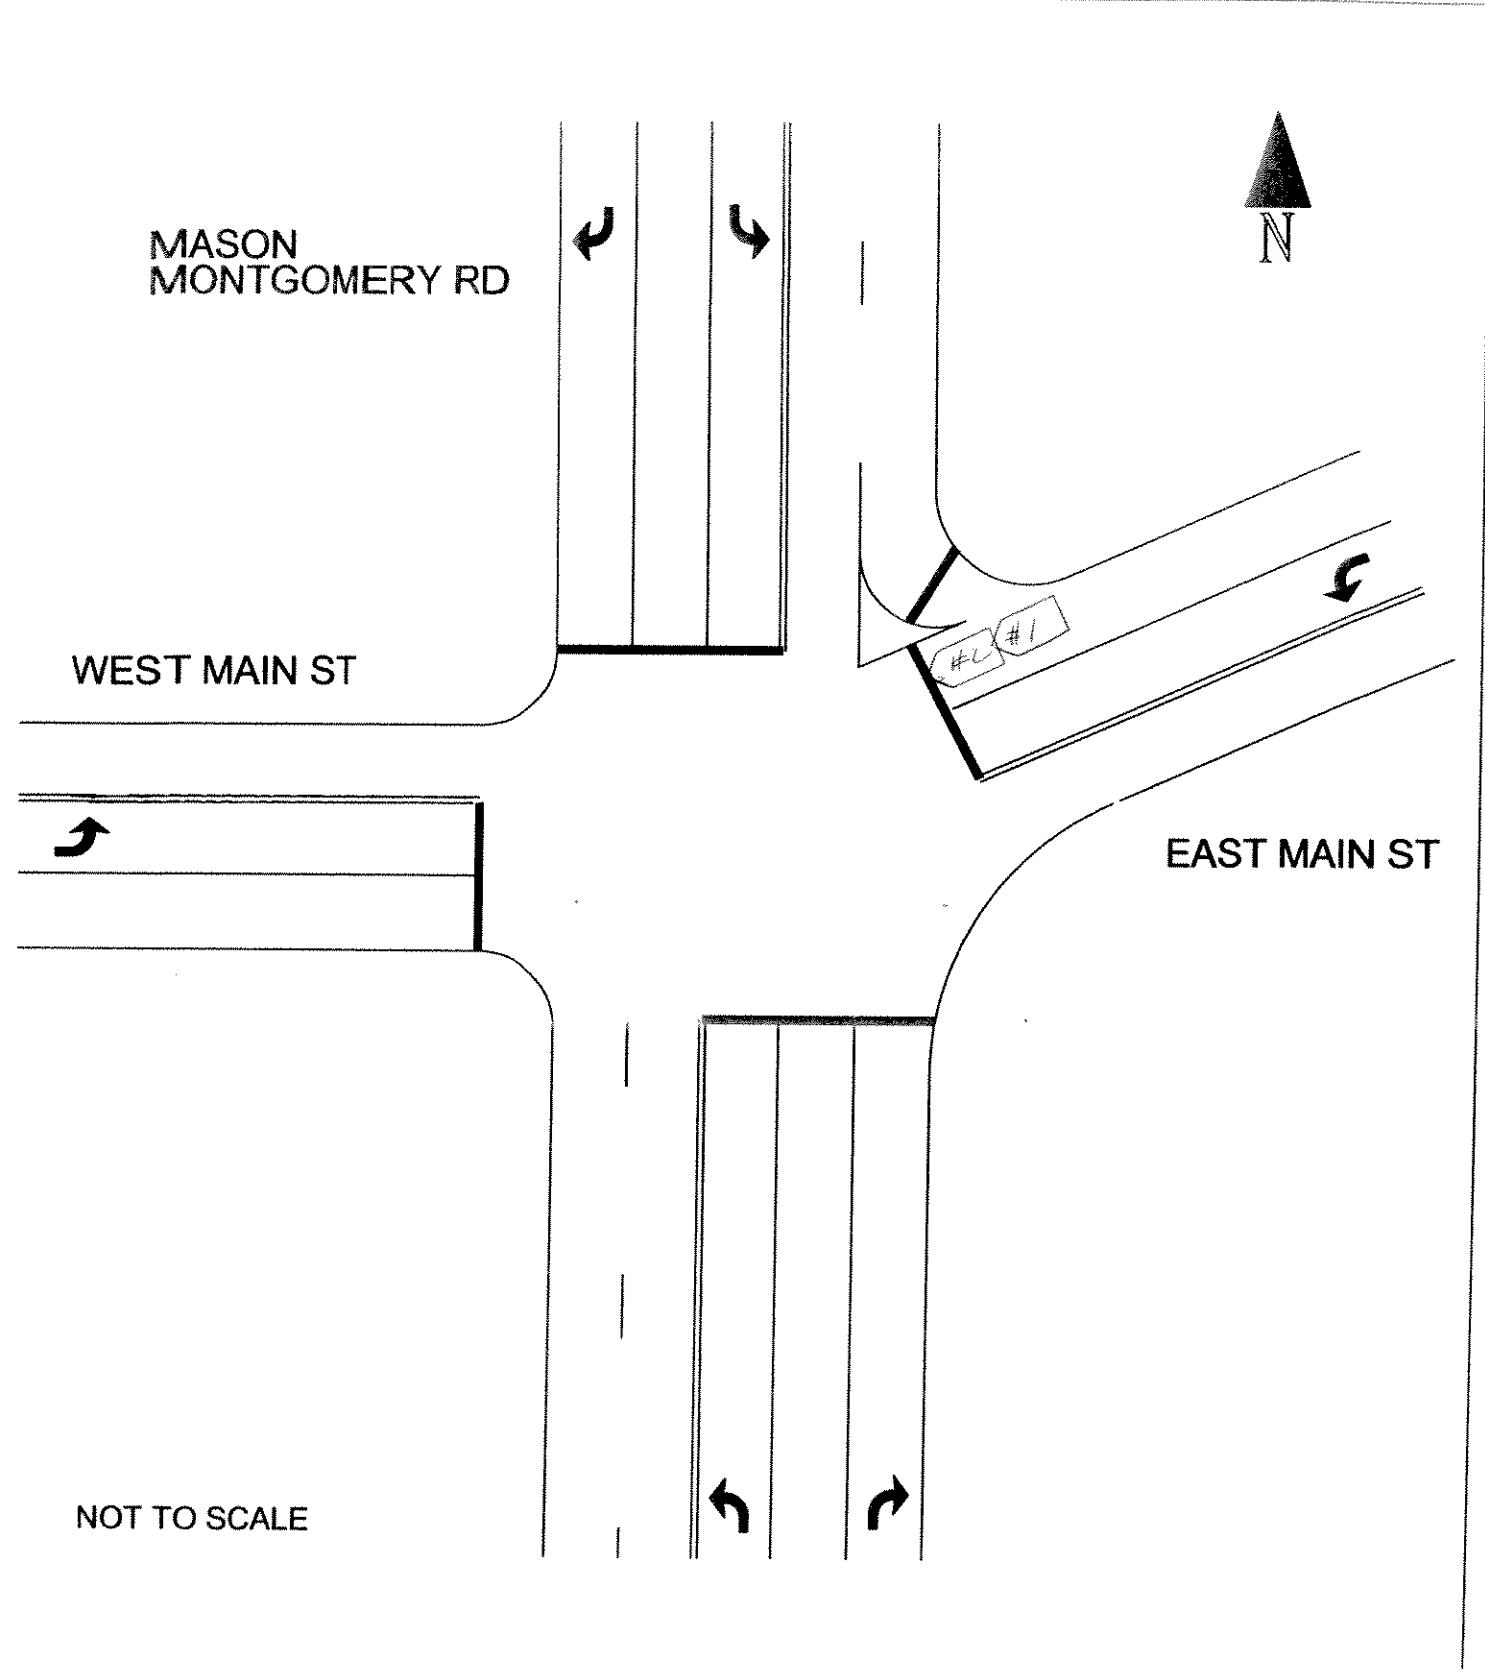 MASON
MONTGOMERY RD
N
WEST MAIN ST
#1
EAST MAIN ST
NOT TO SCALE